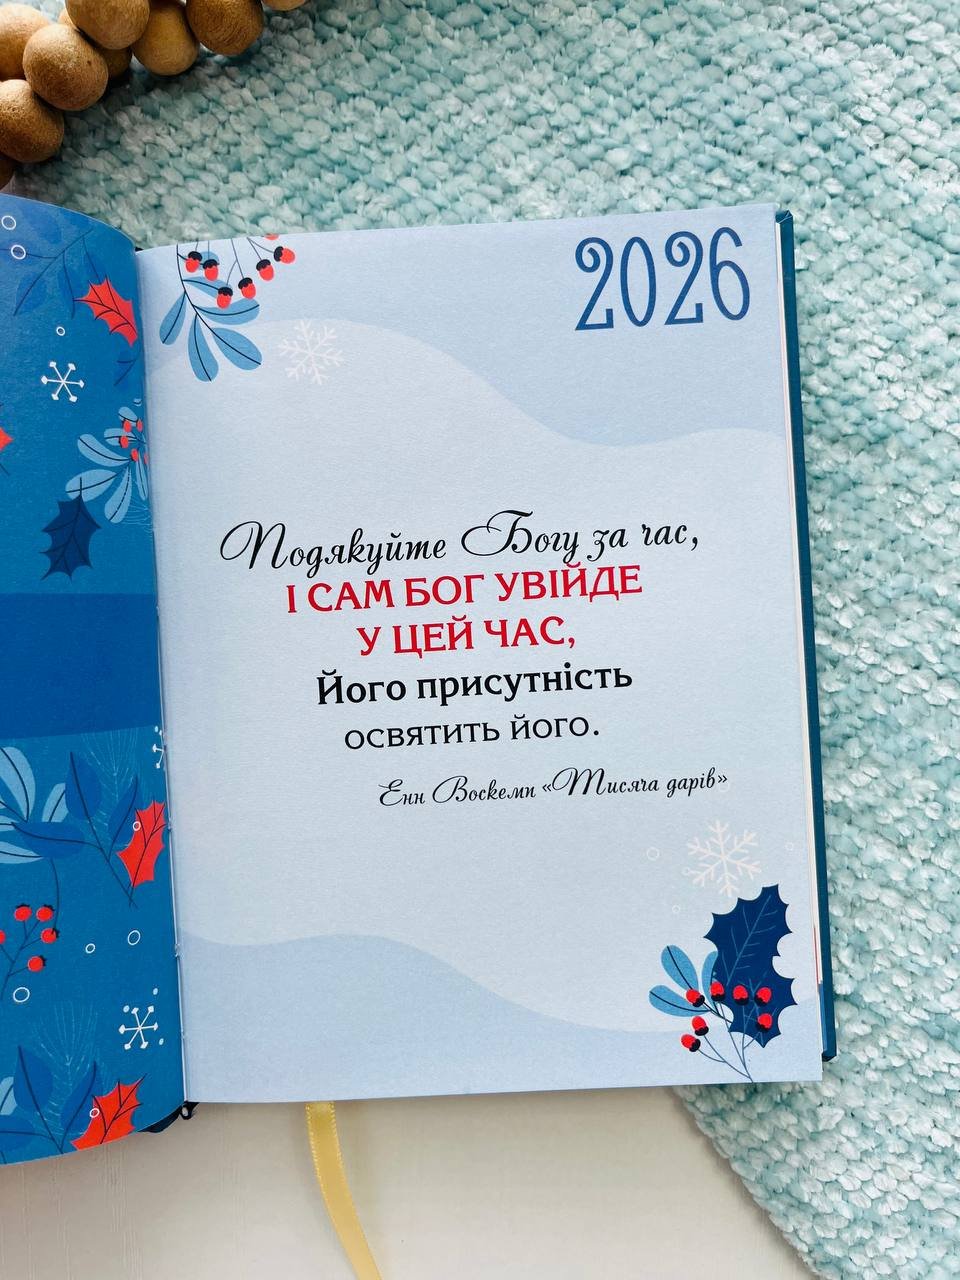 2026
Подякуйте Богу за час,
І САМ БОГ УВІЙДЕ
У ЦЕЙ ЧАС,
Його присутність
освятить його.
Енн Воскемп «Тисяча дарів»